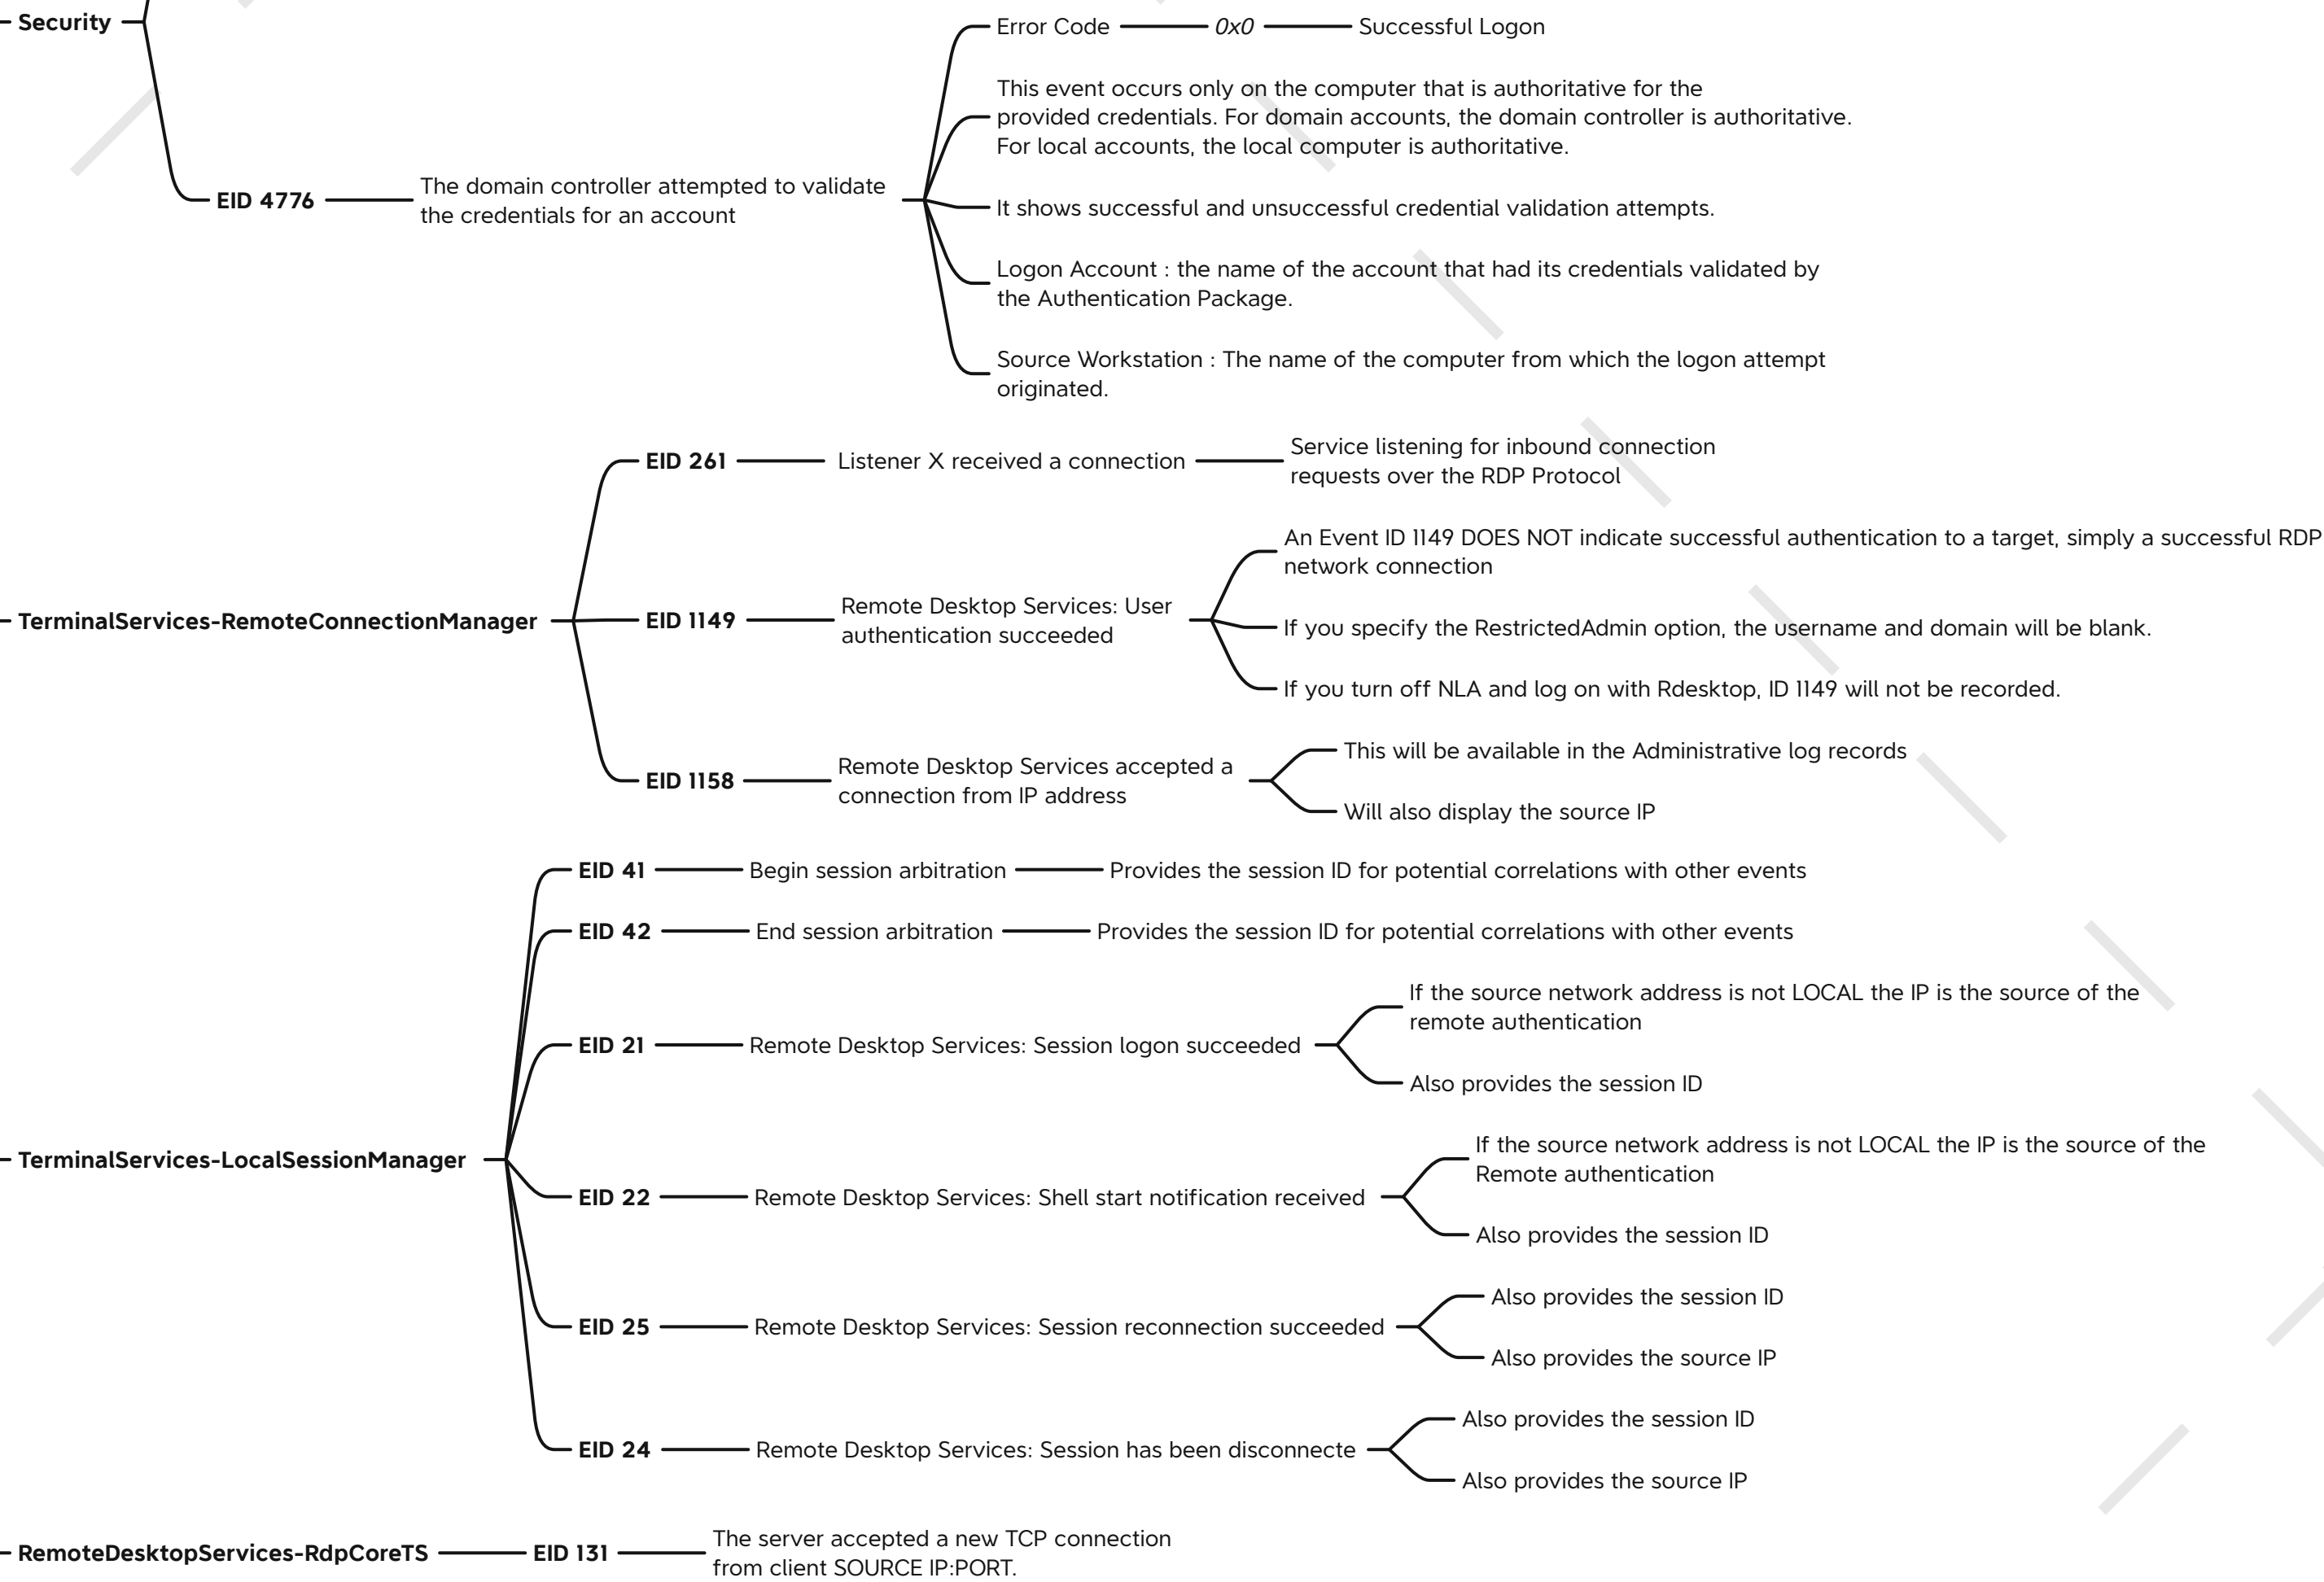 Security
Error Code
0x0
Successful Logon
This event occurs only on the computer that is authoritative for the
provided credentials. For domain accounts, the domain controller is authoritative.
For local accounts, the local computer is authoritative.
EID 4776
The domain controller attempted to validate
the credentials for an account
It shows successful and unsuccessful credential validation attempts.
Logon Account : the name of the account that had its credentials validated by
the Authentication Package.
Source Workstation : The name of the computer from which the logon attempt
originated.
TerminalServices-RemoteConnectionManager
EID 261
Listener X received a connection
Service listening for inbound connection
requests over the RDP Protocol
EID 1149
Remote Desktop Services: User
authentication succeeded
An Event ID 1149 DOES NOT indicate successful authentication to a target, simply a successful RDP
network connection
If you specify the RestrictedAdmin option, the username and domain will be blank.
If you turn off NLA and log on with Rdesktop, ID 1149 will not be recorded.
EID 1158
Remote Desktop Services accepted a
connection from IP address
This will be available in the Administrative log records
Will also display the source IP
TerminalServices-LocalSessionManager
EID 41
Begin session arbitration
Provides the session ID for potential correlations with other events
EID 42
End session arbitration
Provides the session ID for potential correlations with other events
EID 21
Remote Desktop Services: Session logon succeeded
If the source network address is not LOCAL the IP is the source of the
remote authentication
Also provides the session ID
EID 22
Remote Desktop Services: Shell start notification received
If the source network address is not LOCAL the IP is the source of the
Remote authentication
Also provides the session ID
EID 25
Remote Desktop Services: Session reconnection succeeded
Also provides the session ID
Also provides the source IP
EID 24
Remote Desktop Services: Session has been disconnecte
Also provides the session ID
Also provides the source IP
RemoteDesktopServices-RdpCoreTS
EID 131
The server accepted a new TCP connection
from client SOURCE IP:PORT.